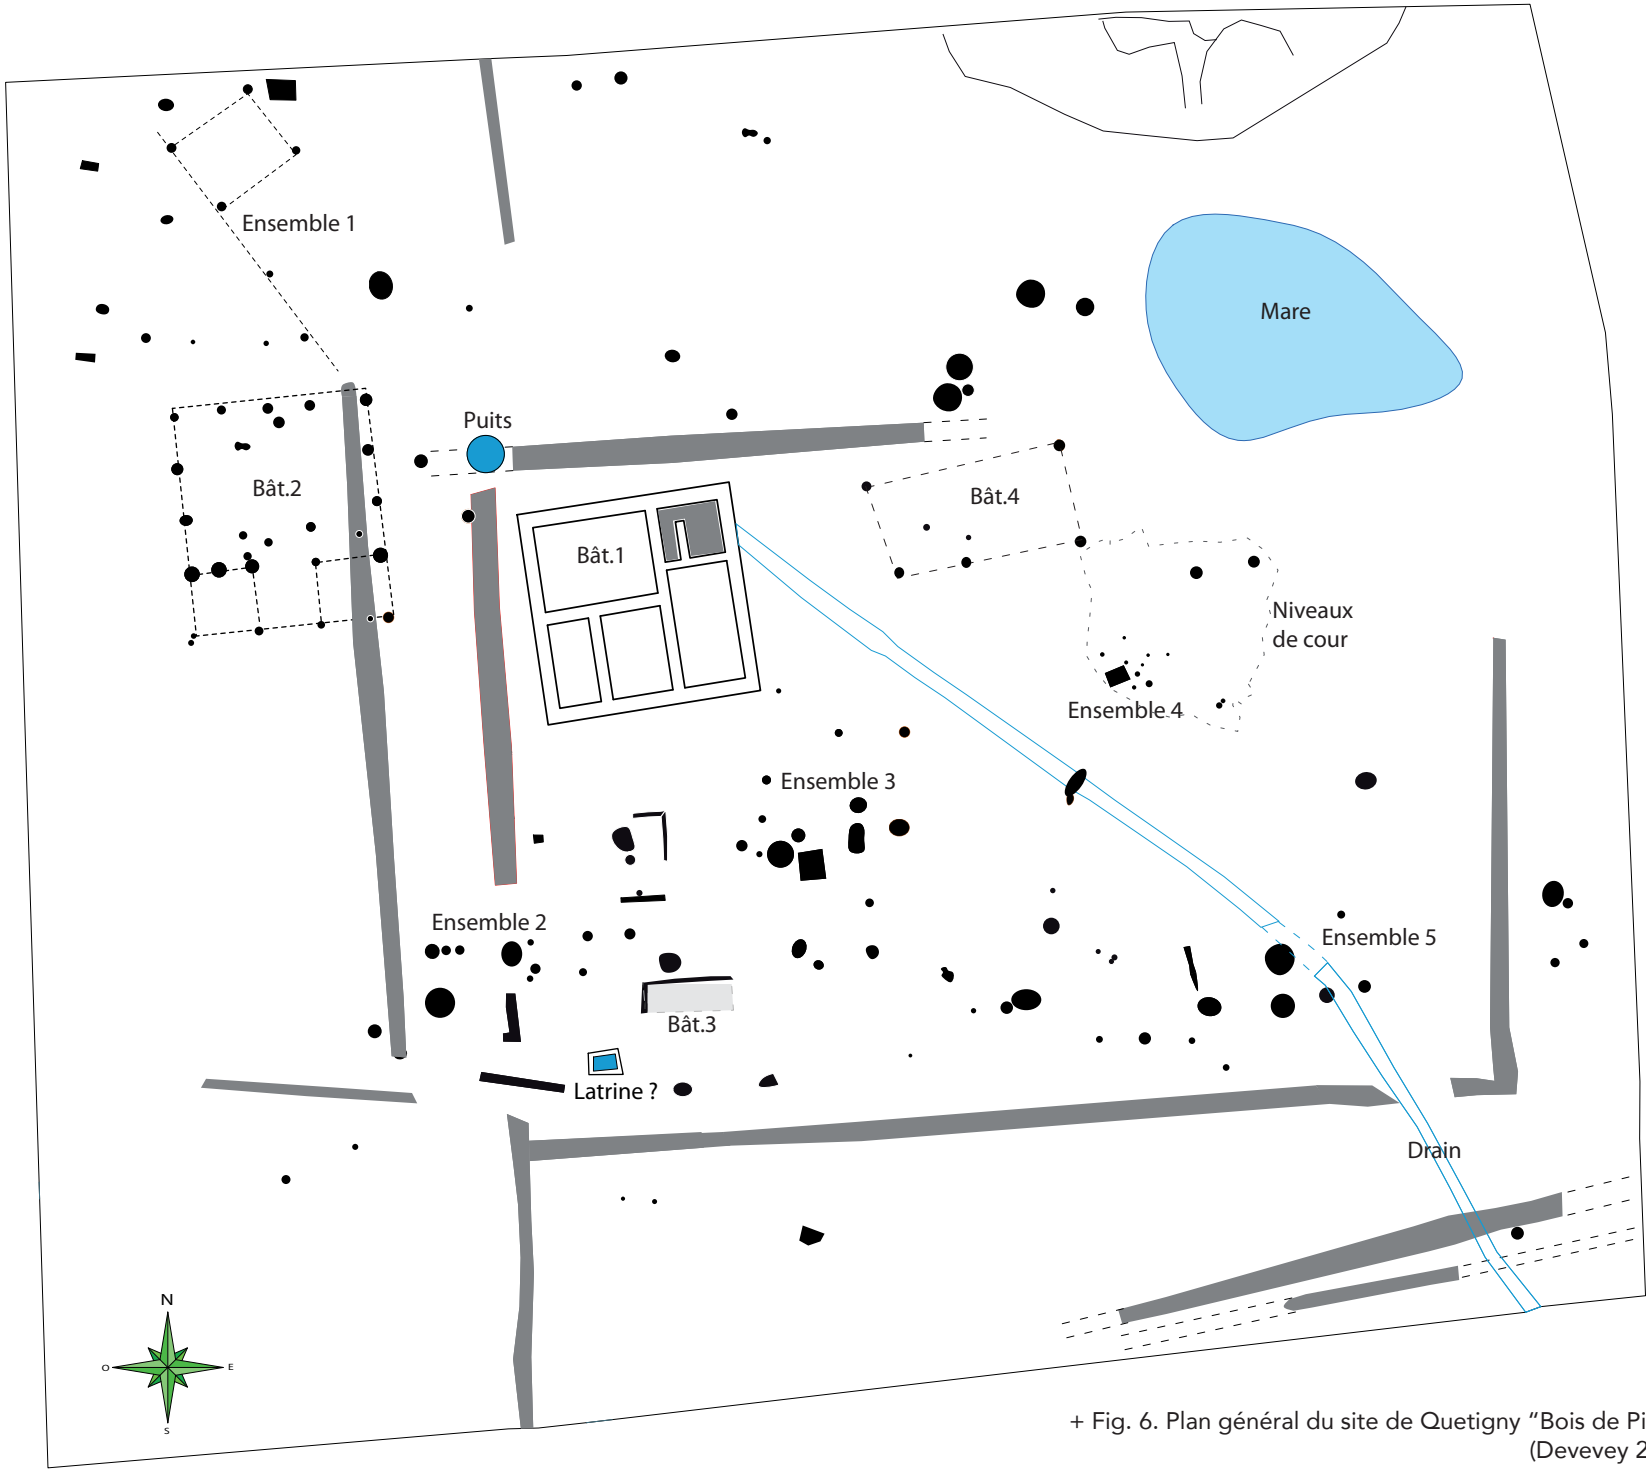 Ensemble 1
Mare
Puits
Bât.2
Bât.4
Bât.1
Niveaux
de cour
Ensemble 4
Ensemble 3
Ensemble 2
Ensemble 5
Bât.3
Latrine ?
Drain
N
O
E
S
+ Fig. 6. Plan général du site de Quetigny “Bois de Pi
(Devevey 2